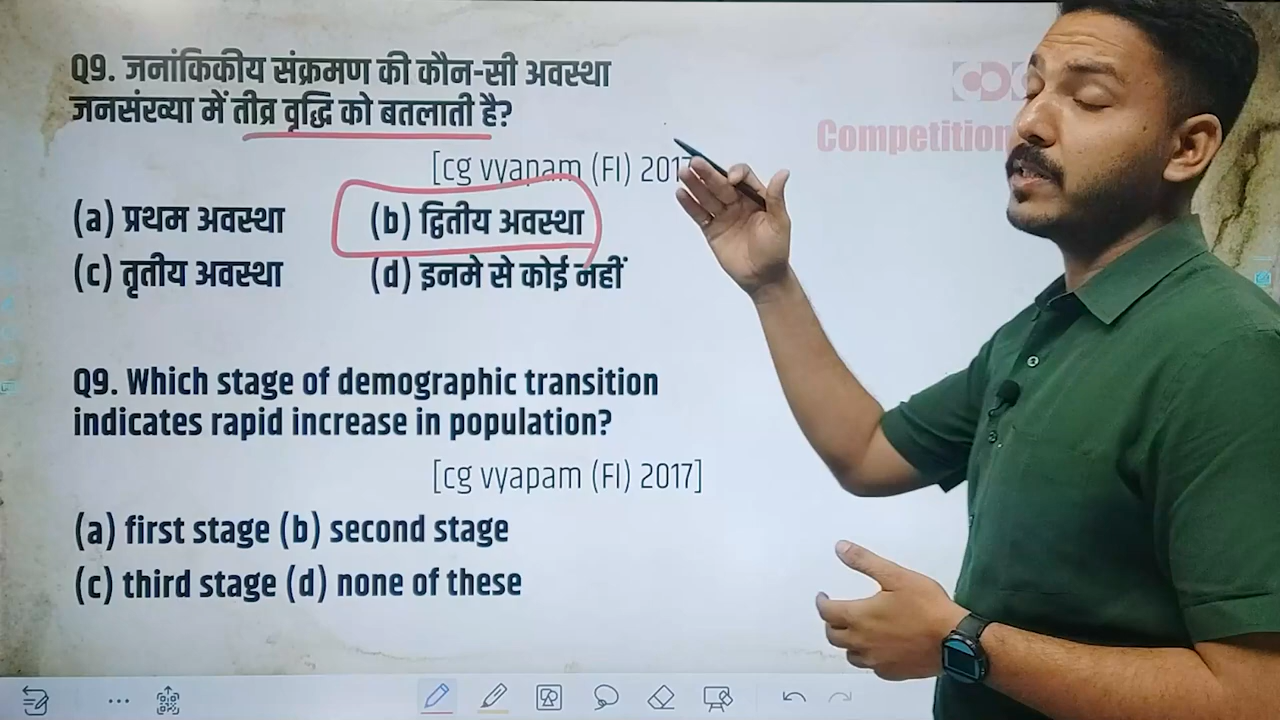 Q9. जनांकिकीय संक्रमण की कौन-सी अवस्था
जनसंख्या में तीव्र वृद्धि को बतलाती है?
[cg vyapam (FI) 2017
(a) प्रथम अवस्था (b) द्वितीय अवस्था
(c) तृतीय अवस्था (d) इनमे से कोई नहीं
Competition
Q9. Which stage of demographic transition
indicates rapid increase in population?
[cg vyapam (FI) 2017]
(a) first stage (b) second stage
(c) third stage (d) none of these